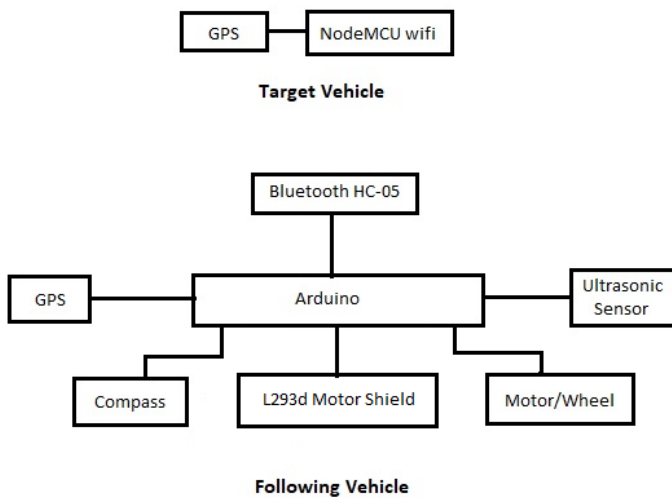 GPS
NodeMCU wifi
Target Vehicle
Bluetooth HC-05
GPS
Arduino
Ultrasonic
Sensor
Compass
L293d Motor Shield
Motor/Wheel
Following Vehicle